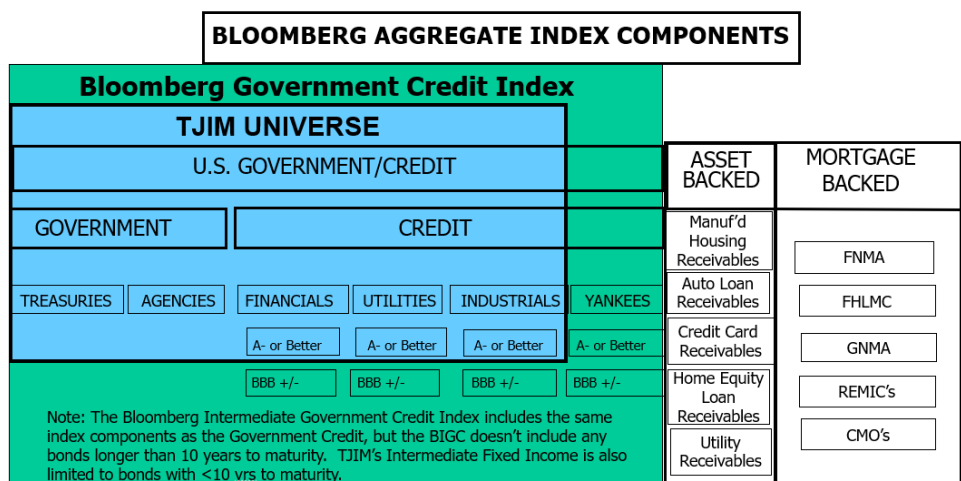 BLOOMBERG AGGREGATE INDEX COMPONENTS
Bloomberg Government Credit Index
TJIM UNIVERSE
U.S. GOVERNMENT/CREDIT
GOVERNMENT
CREDIT
TREASURIES
AGENCIES
FINANCIALS
UTILITIES
INDUSTRIALS
YANKEES
A- or Better
A- or Better
A- or Better
A- or Better
BBB +/-
BBB +/-
BBB +/-
BBB +/-
Note: The Bloomberg Intermediate Government Credit Index includes the same
index components as the Government Credit, but the BIGC doesn't include any
bonds longer than 10 years to maturity.  TJIM's Intermediate Fixed Income is also
limited to bonds with <10 yrs to maturity.
ASSET
BACKED
Manuf'd
Housing
Receivables
Auto Loan
Receivables
Credit Card
Receivables
Home Equity
Loan
Receivables
Utility
Receivables
MORTGAGE
BACKED
FNMA
FHLMC
GNMA
REMIC's
CMO's